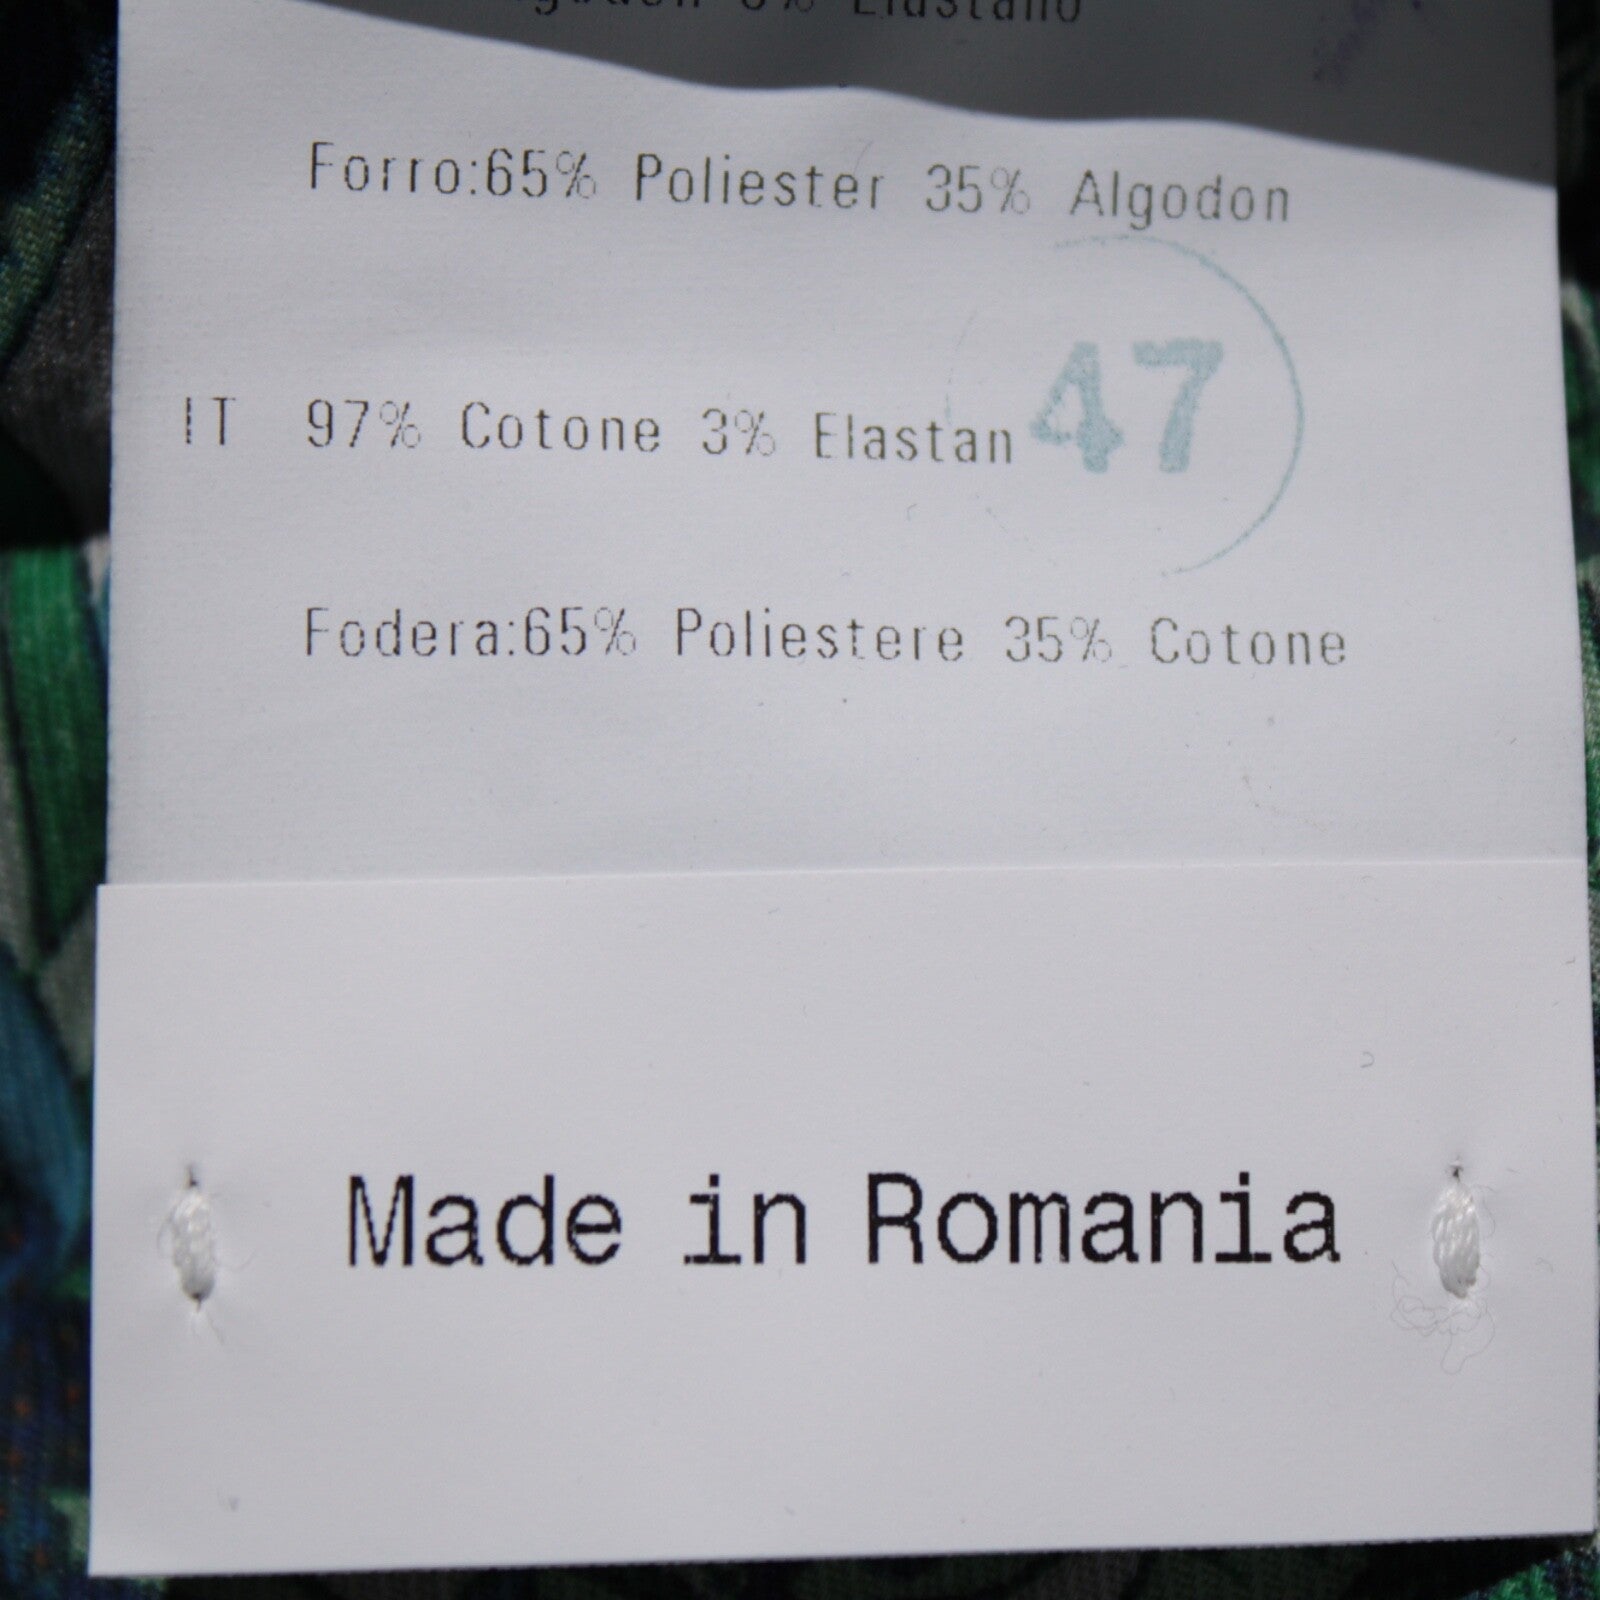 Elastano
Forro:65% Poliester 35% Algodon
IT 97% Cotone 3% Elastan
47
Fodera:65% Poliestere 35% Cotone
Made in Romania